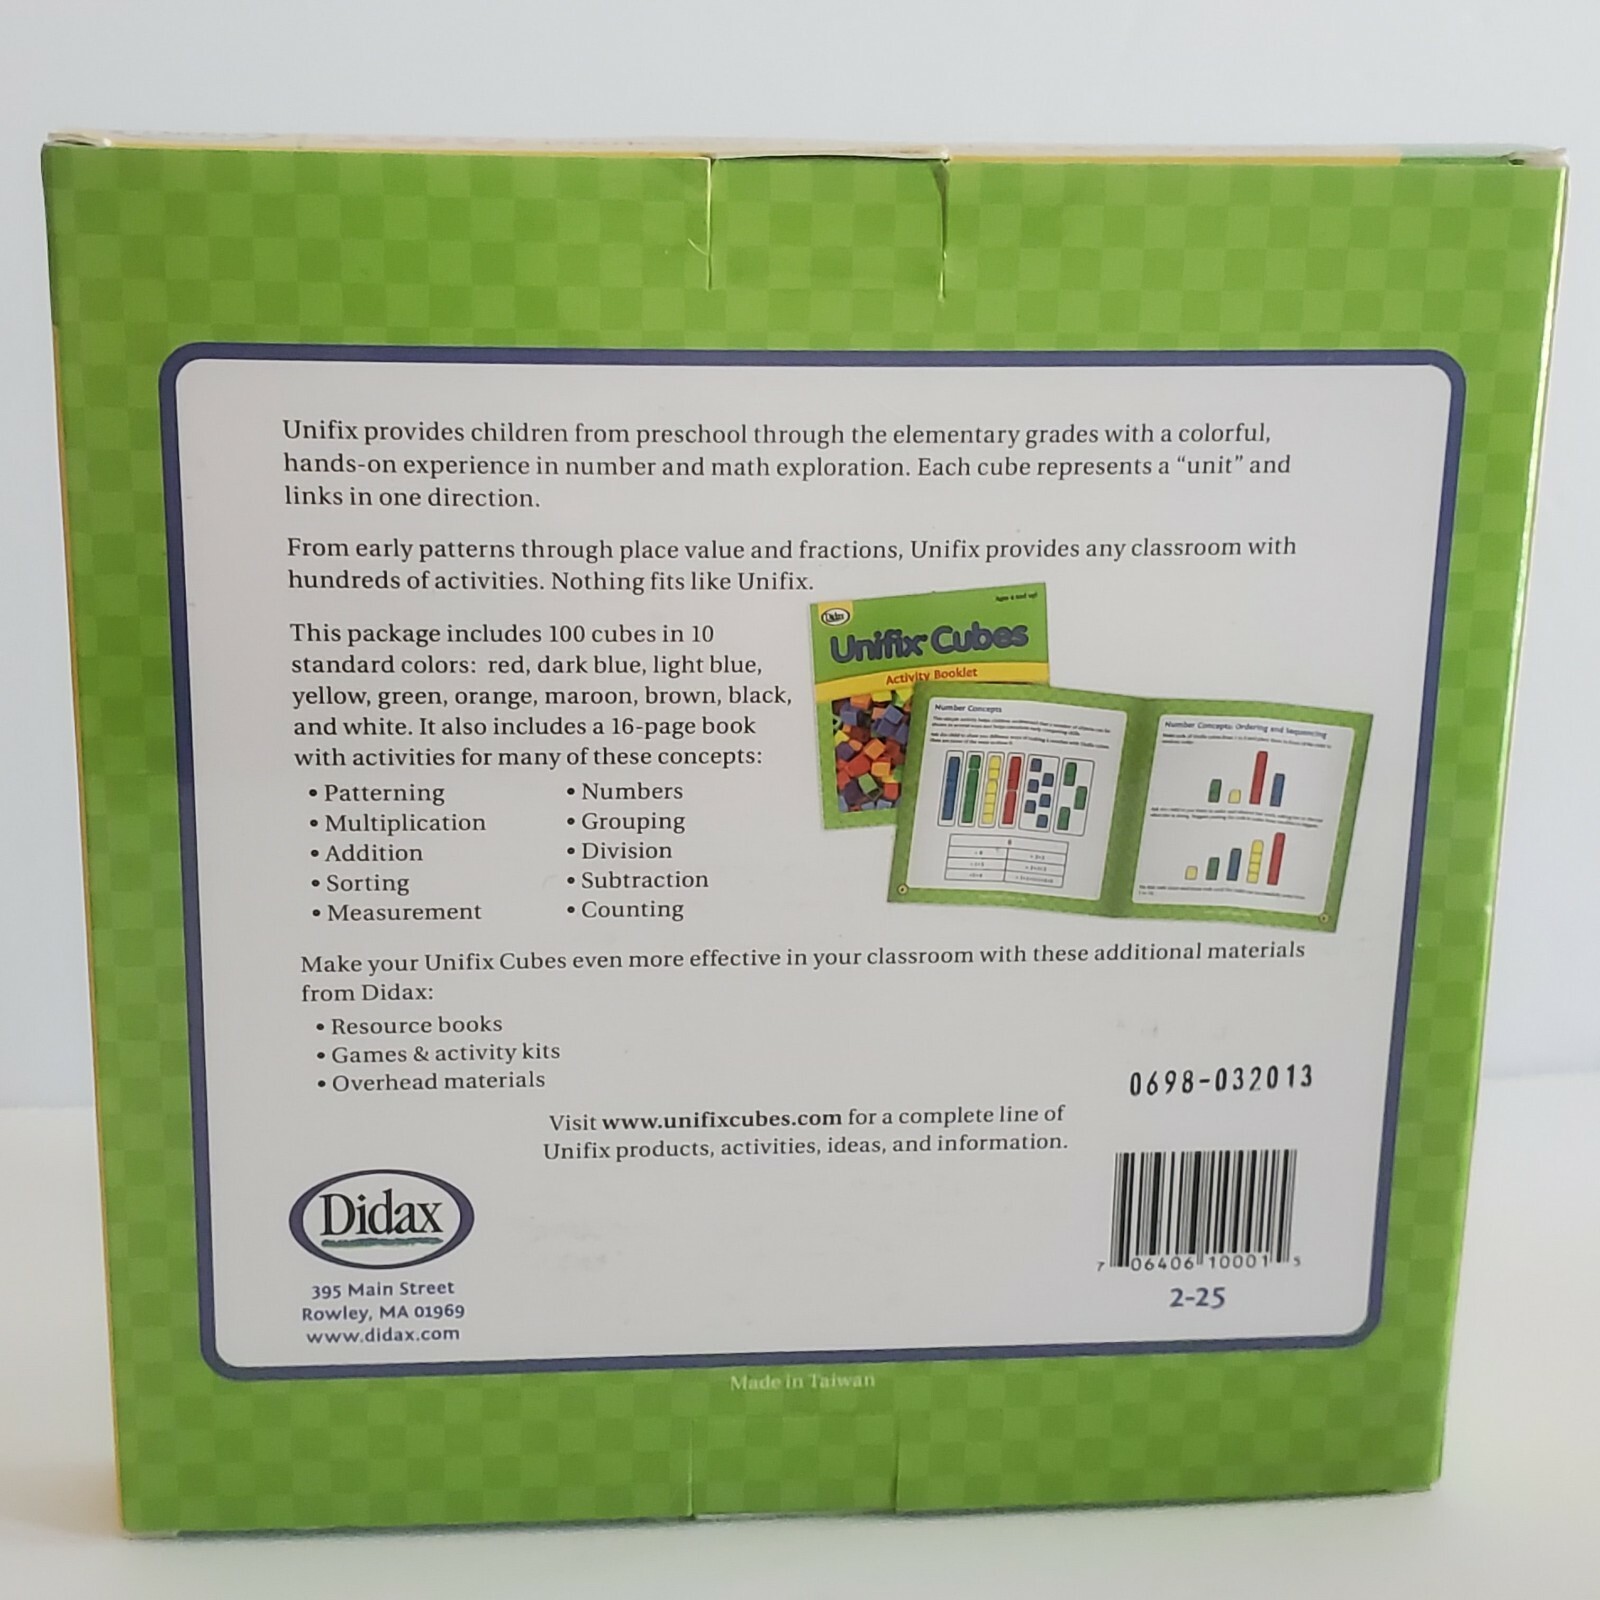 Unifix provides children from preschool through the elementary grades with a colorful,
hands-on experience in number and math exploration. Each cube represents a “unit” and
links in one direction.
From early patterns through place value and fractions, Unifix provides any classroom with
hundreds of activities. Nothing fits like Unifix.
This package includes 100 cubes in 10
standard colors: red, dark blue, light blue,
yellow, green, orange, maroon, brown, black,
and white. It also includes a 16-page book
with activities for many of these concepts:
• Patterning
• Multiplication
• Addition
• Sorting
• Measurement
• Numbers
• Grouping
• Division
• Subtraction
• Counting
Didax
Unifix Cubes
Activity Booklet
Number Concepts
Number Concepts: Ordering and Sequencing
Make your Unifix Cubes even more effective in your classroom with these additional materials
from Didax:
• Resource books
• Games & activity kits
• Overhead materials
0698-032013
Visit www.unifixcubes.com for a complete line of
Unifix products, activities, ideas, and information.
Didax
395 Main Street
Rowley, MA 01969
www.didax.com
7 06406 10001 5
2-25
Made in Taiwan